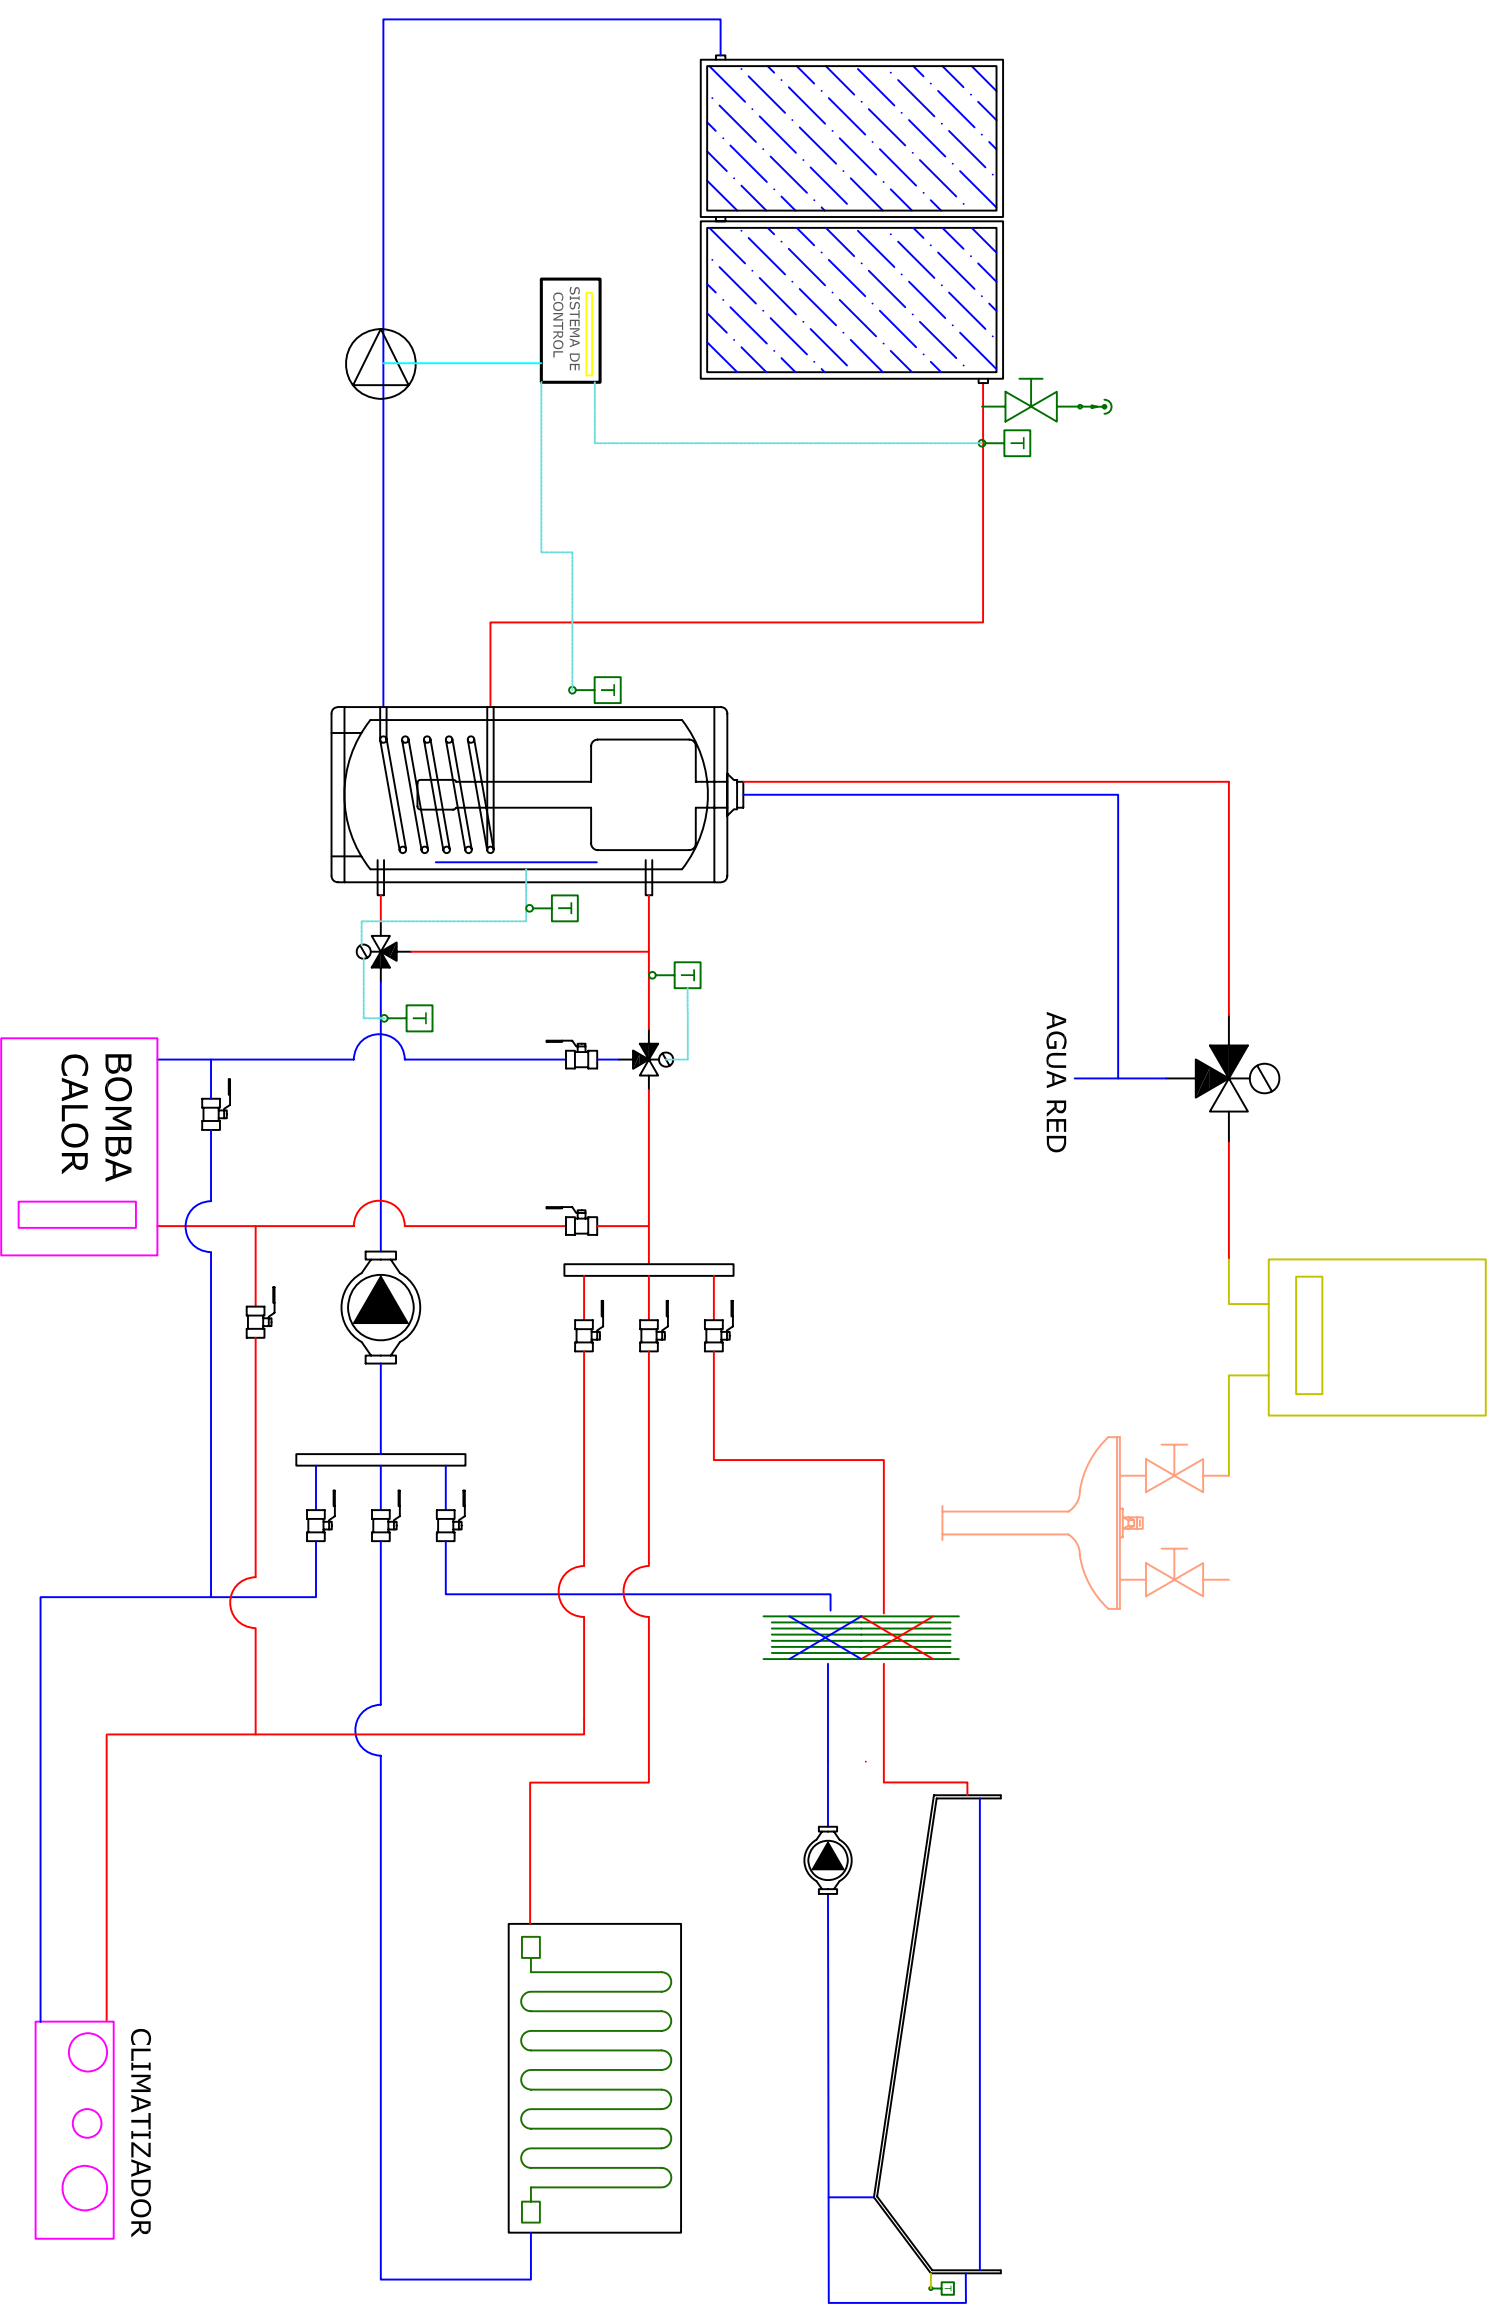 SISTEMA DE
CONTROL
T
T
T
T
T
AGUA RED
BOMBA
CALOR
CLIMATIZADOR
T